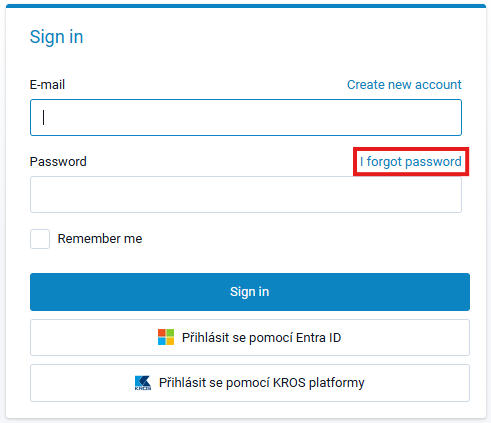 Sign in
E-mail
Create new account
Password
I forgot password
Remember me
Sign in
Přihlásit se pomocí Entra ID
KROS
Přihlásit se pomocí KROS platformy